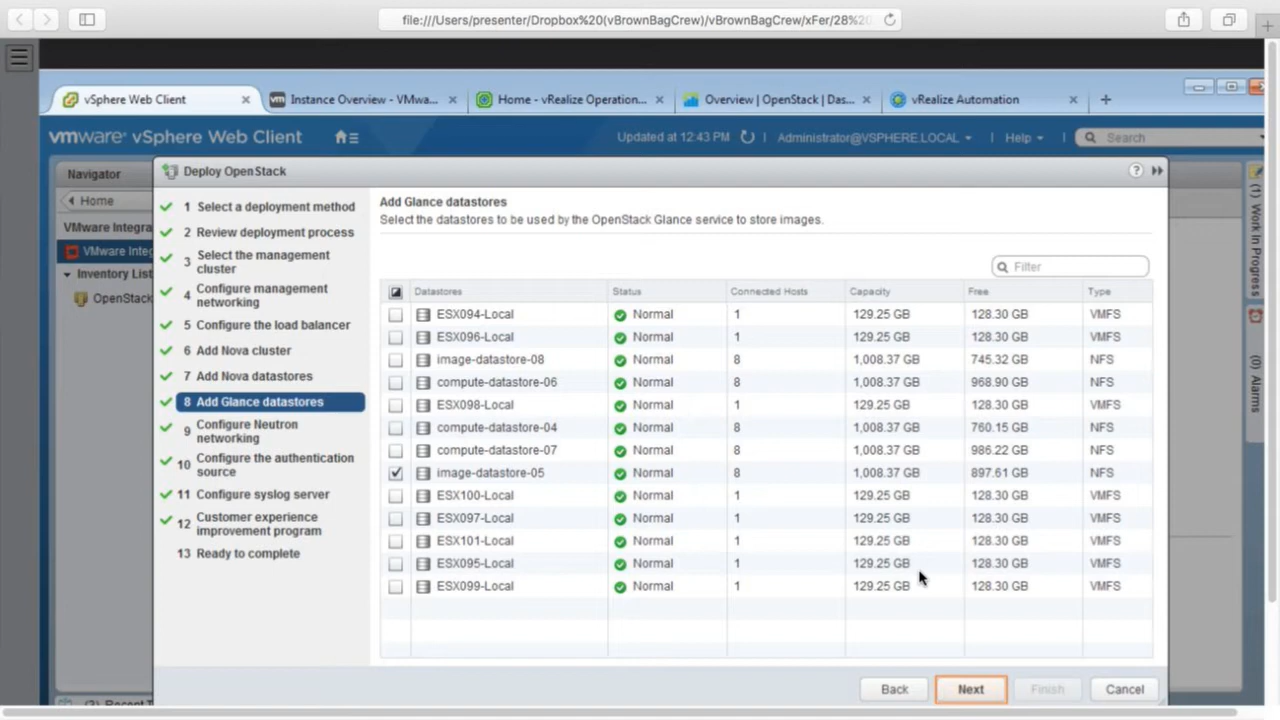 file:///Users/presenter/Dropbox%20(vBrownBagCrew)/vBrownBagCrew/xFer/28%20
vSphere Web Client
Instance Overview - VMwa...
Home - vRealize Operation...
Overview | OpenStack | Das...
vRealize Automation
vmware® vSphere Web Client
Updated at 12:43 PM
Administrator@VSPHERE.LOCAL
Help
Search
Navigator
Home
VMware Integra
VMware Integ
Inventory List
OpenStack
Deploy OpenStack
1 Select a deployment method
2 Review deployment process
3 Select the management
cluster
4 Configure management
networking
5 Configure the load balancer
6 Add Nova cluster
7 Add Nova datastores
8 Add Glance datastores
9 Configure Neutron
networking
10 Configure the authentication
source
11 Configure syslog server
12 Customer experience
improvement program
13 Ready to complete
Add Glance datastores
Select the datastores to be used by the OpenStack Glance service to store images.
Filter
Datastores Status Connected Hosts Capacity Free Type
ESX094-Local Normal 1 129.25 GB 128.30 GB VMFS
ESX096-Local Normal 1 129.25 GB 128.30 GB VMFS
image-datastore-08 Normal 8 1,008.37 GB 745.32 GB NFS
compute-datastore-06 Normal 8 1,008.37 GB 968.90 GB NFS
ESX098-Local Normal 1 129.25 GB 128.30 GB VMFS
compute-datastore-04 Normal 8 1,008.37 GB 760.15 GB NFS
compute-datastore-07 Normal 8 1,008.37 GB 986.22 GB NFS
image-datastore-05 Normal 8 1,008.37 GB 897.61 GB NFS
ESX100-Local Normal 1 129.25 GB 128.30 GB VMFS
ESX097-Local Normal 1 129.25 GB 128.30 GB VMFS
ESX101-Local Normal 1 129.25 GB 128.30 GB VMFS
ESX095-Local Normal 1 129.25 GB 128.30 GB VMFS
ESX099-Local Normal 1 129.25 GB 128.30 GB VMFS
Back
Next
Finish
Cancel
(1) Work In Progress
(0) Alarms